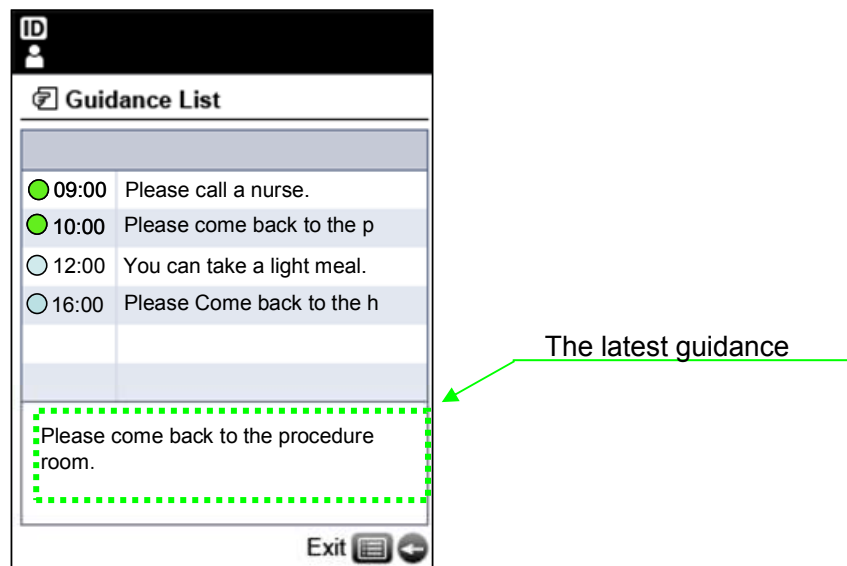 ID
Guidance List
09:00 Please call a nurse.
10:00 Please come back to the p
12:00 You can take a light meal.
16:00 Please Come back to the h
The latest guidance
Please come back to the procedure
room.
Exit